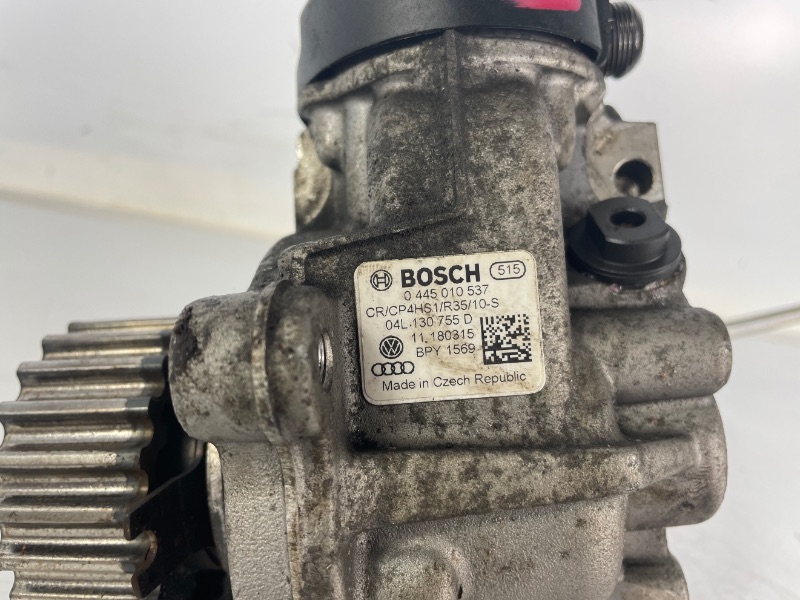 BOSCH 515
0 445 010 537
CR/CP4HS1/R35/10-S
04L 130 755 D
11.180315
BPY 1569
Made in Czech Republic